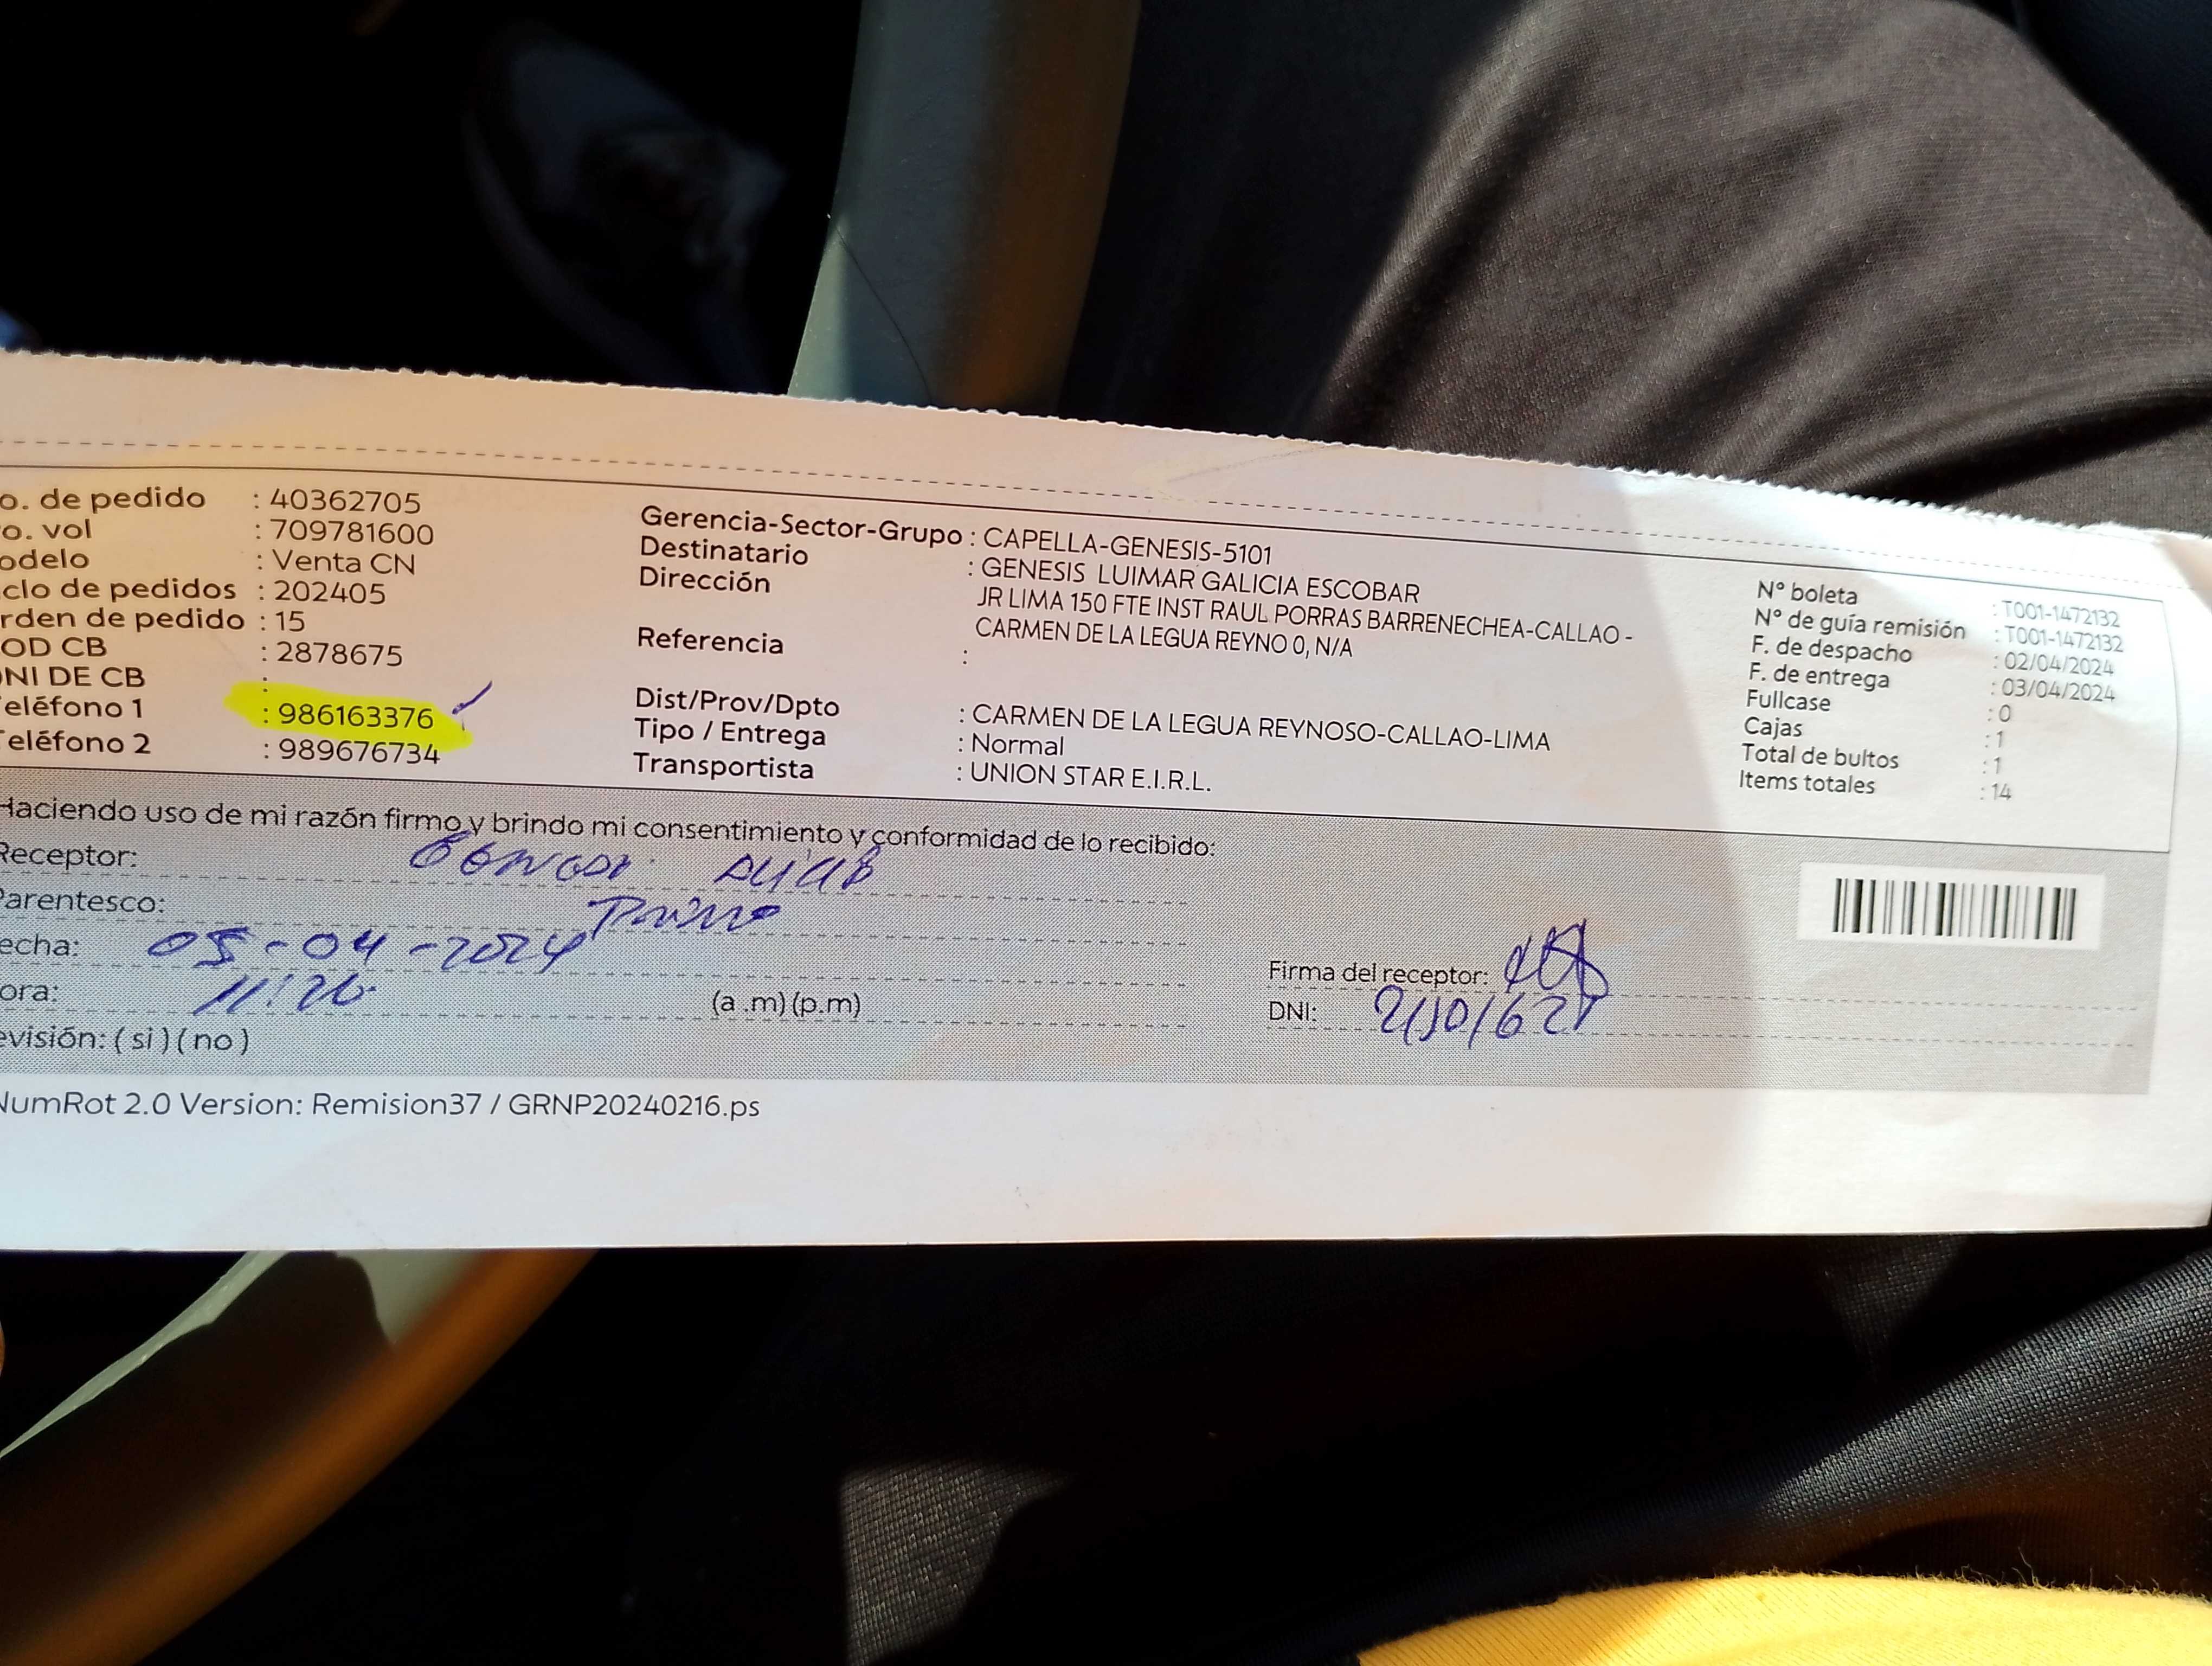 o. de pedido : 40362705
o. vol : 709781600
odelo : Venta CN
clo de pedidos : 202405
rden de pedido : 15
OD CB : 2878675
NI DE CB :
eléfono 1 : 986163376
eléfono 2 : 989676734
Gerencia-Sector-Grupo : CAPELLA-GENESIS-5101
Destinatario : GENESIS LUIMAR GALICIA ESCOBAR
Dirección JR LIMA 150 FTE INST RAUL PORRAS BARRENECHEA-CALLAO -
CARMEN DE LA LEGUA REYNO 0, N/A
Referencia :
Dist/Prov/Dpto : CARMEN DE LA LEGUA REYNOSO-CALLAO-LIMA
Tipo / Entrega : Normal
Transportista : UNION STAR E.I.R.L.
N° boleta : T001-1472132
N° de guía remisión : T001-1472132
F. de despacho : 02/04/2024
F. de entrega : 03/04/2024
Fullcase : 0
Cajas : 1
Total de bultos : 1
Items totales : 14
Haciendo uso de mi razón firmo y brindo mi consentimiento y conformidad de lo recibido:
Receptor:
Parentesco:
echa: 05-04-2024
ora: 11:26 (a .m) (p.m)
evisión: ( si ) ( no )
Firma del receptor:
DNI:
NumRot 2.0 Version: Remision37 / GRNP20240216.ps